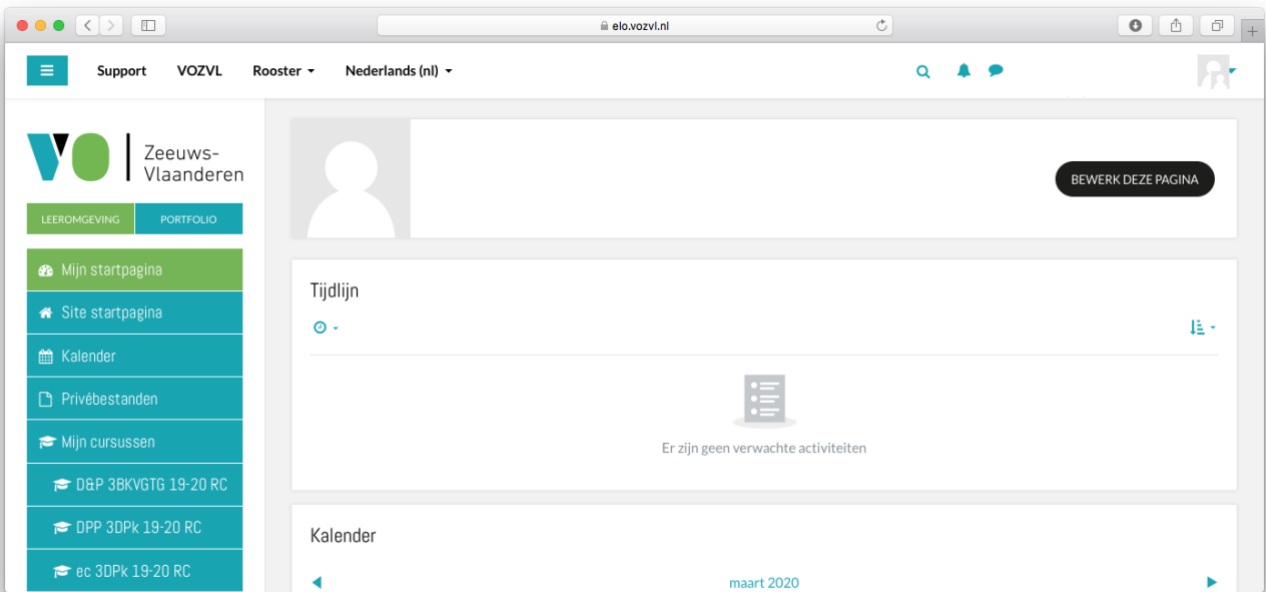 elo.vozvl.nl
Support VOZVL Rooster Nederlands (nl)
VO Zeeuws-
Vlaanderen
LEEROMGEVING PORTFOLIO
Mijn startpagina
Site startpagina
Kalender
Privébestanden
Mijn cursussen
D&P 3BKVGTG 19-20 RC
DPP 3DPk 19-20 RC
ec 3DPk 19-20 RC
BEWERK DEZE PAGINA
Tijdlijn
Er zijn geen verwachte activiteiten
Kalender
maart 2020